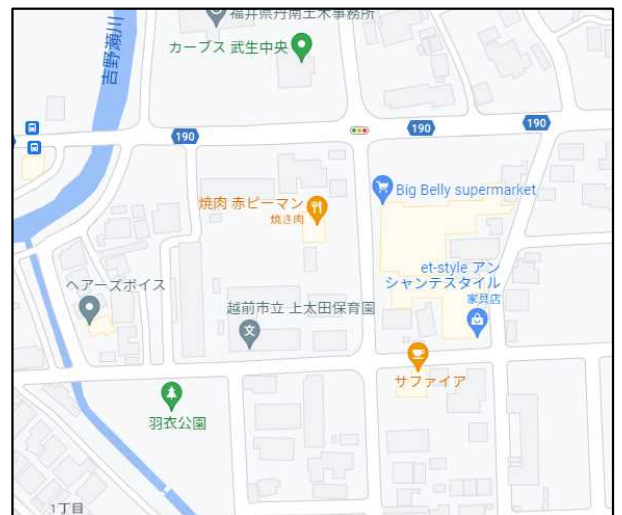 福井県丹南土木事務所
カーブス 武生中央
吉野瀬川
190
190
190
焼肉 赤ピーマン
焼き肉
Big Belly supermarket
et-style アン
シャンテスタイル
家具店
ヘアーズボイス
越前市立 上太田保育園
サファイア
羽衣公園
1丁目